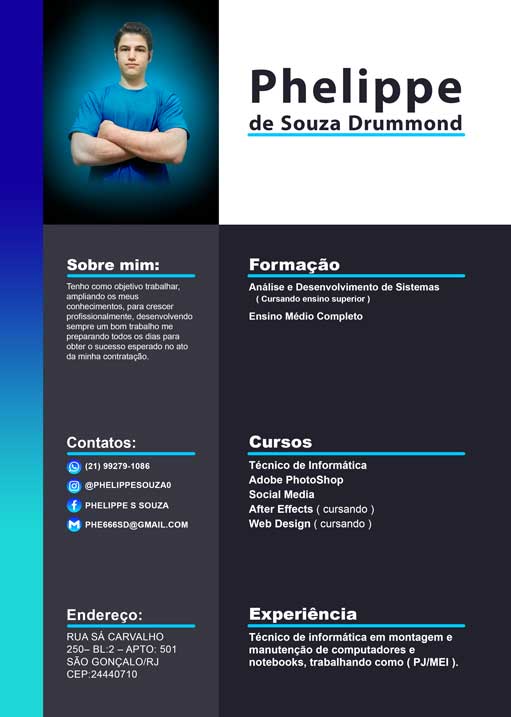 Phelippe
de Souza Drummond
Sobre mim:
Tenho como objetivo trabalhar,
ampliando os meus
conhecimentos, para crescer
profissionalmente, desenvolvendo
sempre um bom trabalho me
preparando todos os dias para
obter o sucesso esperado no ato
da minha contratação.
Contatos:
(21) 99279-1086
@PHELIPPESOUZA0
PHELIPPE S SOUZA
PHE666SD@GMAIL.COM
Endereço:
RUA SÁ CARVALHO
250– BL:2 – APTO: 501
SÃO GONÇALO/RJ
CEP:24440710
Formação
Análise e Desenvolvimento de Sistemas
( Cursando ensino superior )
Ensino Médio Completo
Cursos
Técnico de Informática
Adobe PhotoShop
Social Media
After Effects ( cursando )
Web Design ( cursando )
Experiência
Técnico de informática em montagem e
manutenção de computadores e
notebooks, trabalhando como ( PJ/MEI ).